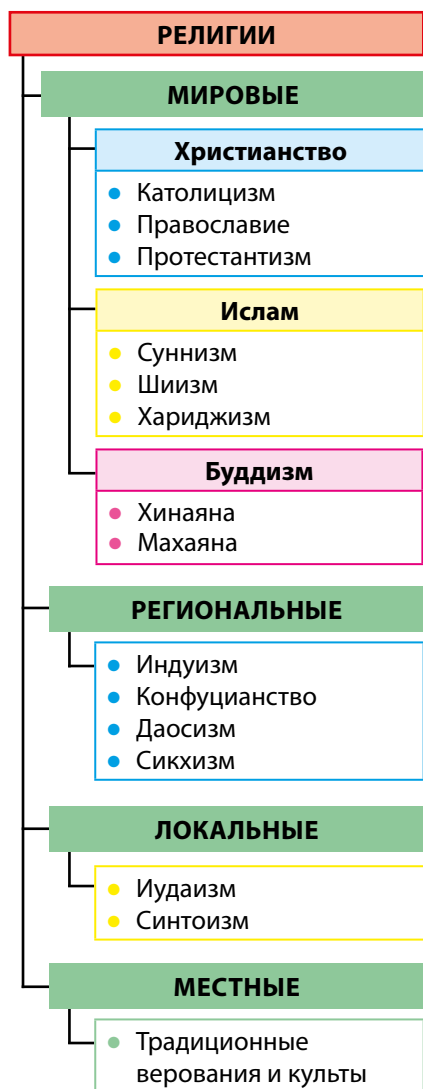 РЕЛИГИИ
МИРОВЫЕ
Христианство
Католицизм
Православие
Протестантизм
Ислам
Суннизм
Шиизм
Хариджизм
Буддизм
Хинаяна
Махаяна
РЕГИОНАЛЬНЫЕ
Индуизм
Конфуцианство
Даосизм
Сикхизм
ЛОКАЛЬНЫЕ
Иудаизм
Синтоизм
МЕСТНЫЕ
Традиционные
верования и культы